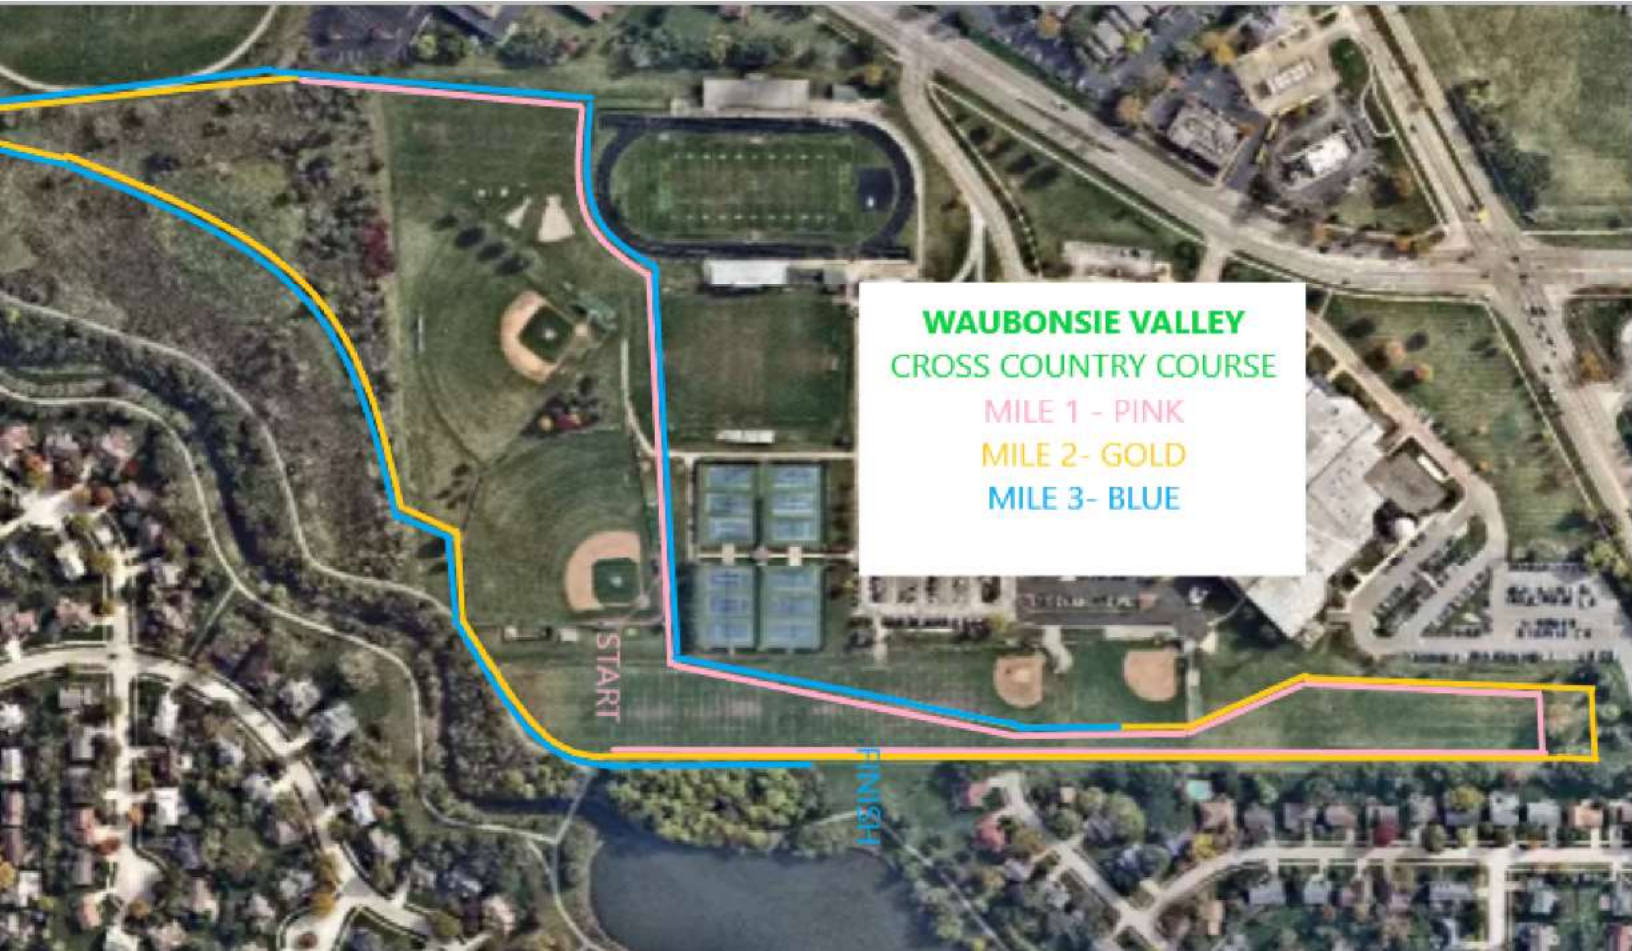 WAUBONSIE VALLEY
CROSS COUNTRY COURSE
MILE 1 - PINK
MILE 2- GOLD
MILE 3- BLUE
START
FINISH